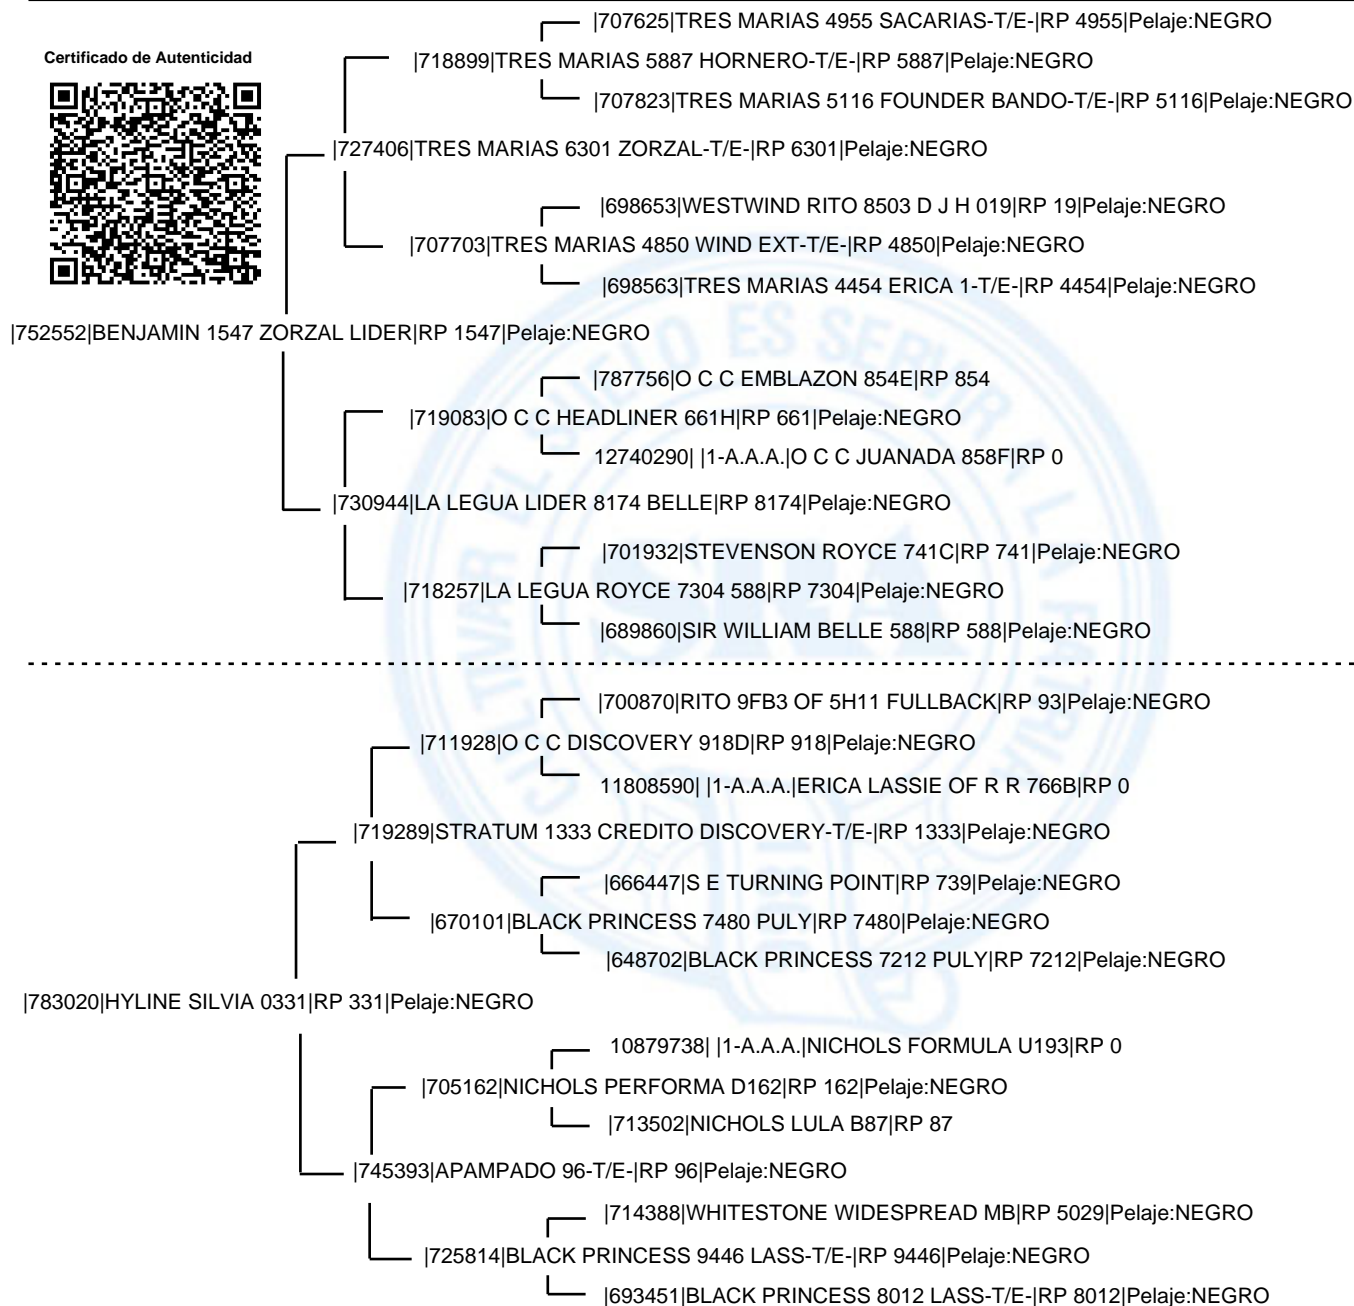 |707625|TRES MARIAS 4955 SACARIAS-T/E-|RP 4955|Pelaje:NEGRO
Certificado de Autenticidad
|718899|TRES MARIAS 5887 HORNERO-T/E-|RP 5887|Pelaje:NEGRO
|707823|TRES MARIAS 5116 FOUNDER BANDO-T/E-|RP 5116|Pelaje:NEGRO
|727406|TRES MARIAS 6301 ZORZAL-T/E-|RP 6301|Pelaje:NEGRO
|698653|WESTWIND RITO 8503 D J H 019|RP 19|Pelaje:NEGRO
|707703|TRES MARIAS 4850 WIND EXT-T/E-|RP 4850|Pelaje:NEGRO
|698563|TRES MARIAS 4454 ERICA 1-T/E-|RP 4454|Pelaje:NEGRO
|752552|BENJAMIN 1547 ZORZAL LIDER|RP 1547|Pelaje:NEGRO
|787756|O C C EMBLAZON 854E|RP 854
|719083|O C C HEADLINER 661H|RP 661|Pelaje:NEGRO
12740290| |1-A.A.A.|O C C JUANADA 858F|RP 0
|730944|LA LEGUA LIDER 8174 BELLE|RP 8174|Pelaje:NEGRO
|701932|STEVENSON ROYCE 741C|RP 741|Pelaje:NEGRO
|718257|LA LEGUA ROYCE 7304 588|RP 7304|Pelaje:NEGRO
|689860|SIR WILLIAM BELLE 588|RP 588|Pelaje:NEGRO
|700870|RITO 9FB3 OF 5H11 FULLBACK|RP 93|Pelaje:NEGRO
|711928|O C C DISCOVERY 918D|RP 918|Pelaje:NEGRO
11808590| |1-A.A.A.|ERICA LASSIE OF R R 766B|RP 0
|719289|STRATUM 1333 CREDITO DISCOVERY-T/E-|RP 1333|Pelaje:NEGRO
|666447|S E TURNING POINT|RP 739|Pelaje:NEGRO
|670101|BLACK PRINCESS 7480 PULY|RP 7480|Pelaje:NEGRO
|648702|BLACK PRINCESS 7212 PULY|RP 7212|Pelaje:NEGRO
|783020|HYLINE SILVIA 0331|RP 331|Pelaje:NEGRO
10879738| |1-A.A.A.|NICHOLS FORMULA U193|RP 0
|705162|NICHOLS PERFORMA D162|RP 162|Pelaje:NEGRO
|713502|NICHOLS LULA B87|RP 87
|745393|APAMPADO 96-T/E-|RP 96|Pelaje:NEGRO
|714388|WHITESTONE WIDESPREAD MB|RP 5029|Pelaje:NEGRO
|725814|BLACK PRINCESS 9446 LASS-T/E-|RP 9446|Pelaje:NEGRO
|693451|BLACK PRINCESS 8012 LASS-T/E-|RP 8012|Pelaje:NEGRO
CULTIVAR EL SUELO ES SERVIR A LA PATRIA
SRA